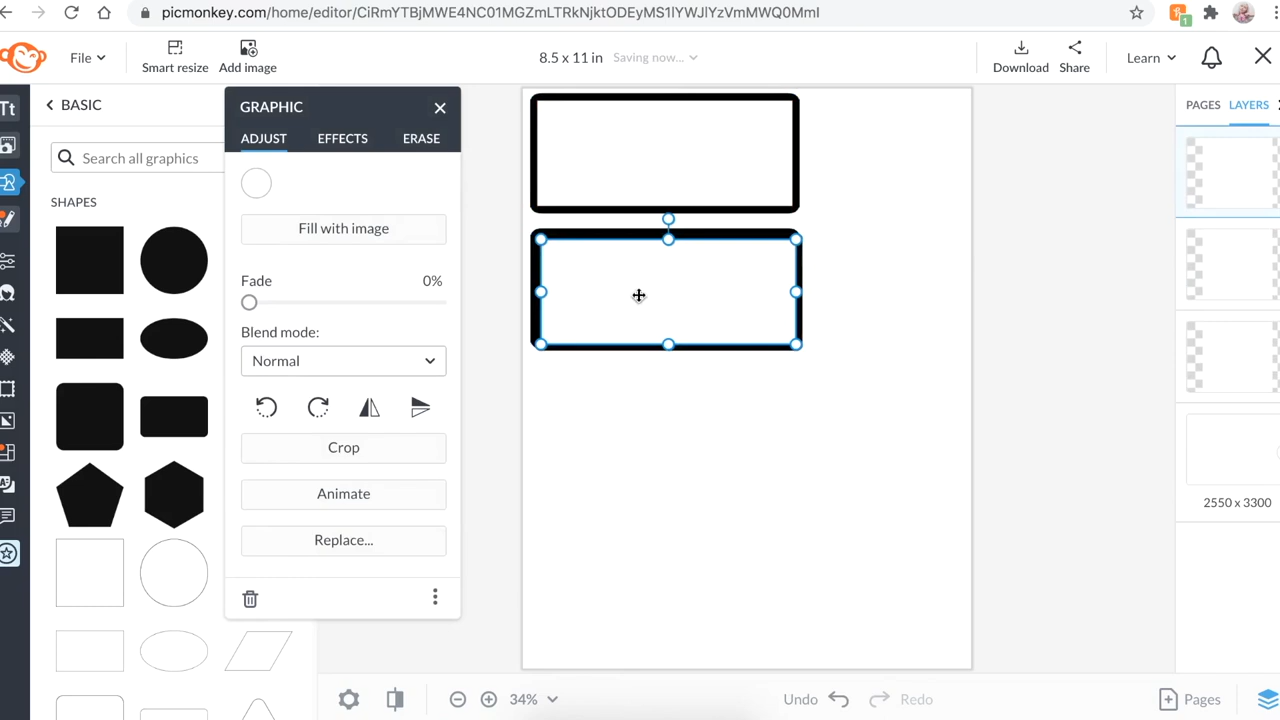 picmonkey.com/home/editor/CiRmYTBjMWE4NC01MGZmLTRkNjktODEyMS1lYWJlYzVmMWQ0MmI
1
File
Smart resize
Add image
8.5 x 11 in
Saving now...
Download
Share
Learn
Tt
BASIC
GRAPHIC
PAGES
LAYERS
ADJUST
EFFECTS
ERASE
Search all graphics
SHAPES
Fill with image
Fade
0%
Blend mode:
Normal
Crop
2550 x 3300
Animate
Replace...
34%
Undo
Redo
Pages